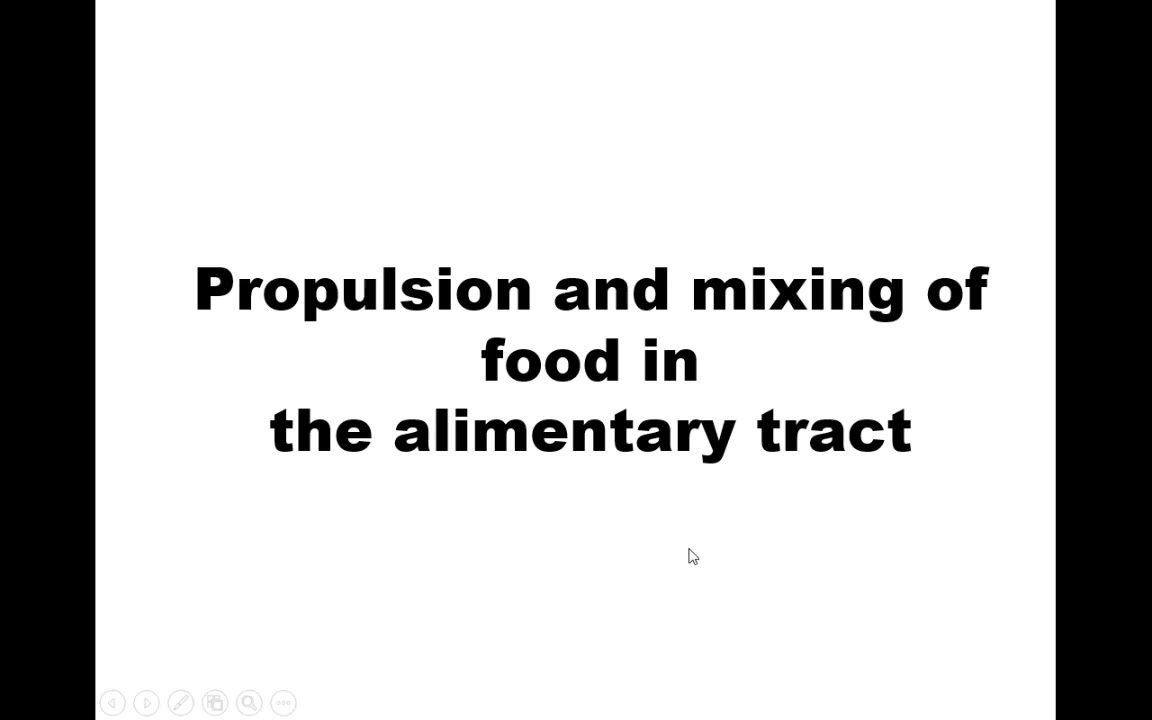 Propulsion and mixing of
food in
the alimentary tract